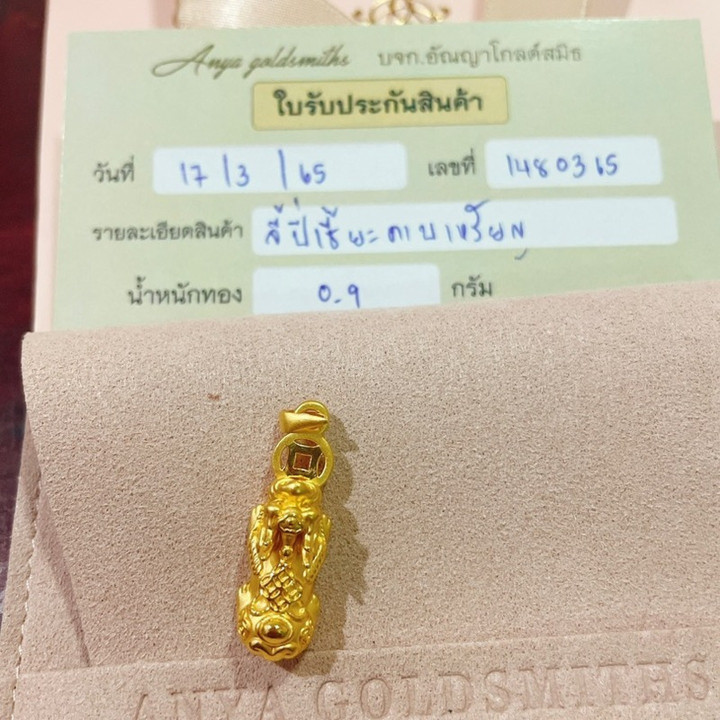 Anya goldsmiths บจก.อัณญาโกลด์สมิธ
ใบรับประกันสินค้า
วันที่ 17/3/65 เลขที่ 1480365
รายละเอียดสินค้า จี้ปี่เซียะคาบเหรียญ
น้ำหนักทอง 0.9 กรัม
ANYA GOLDSMITHS